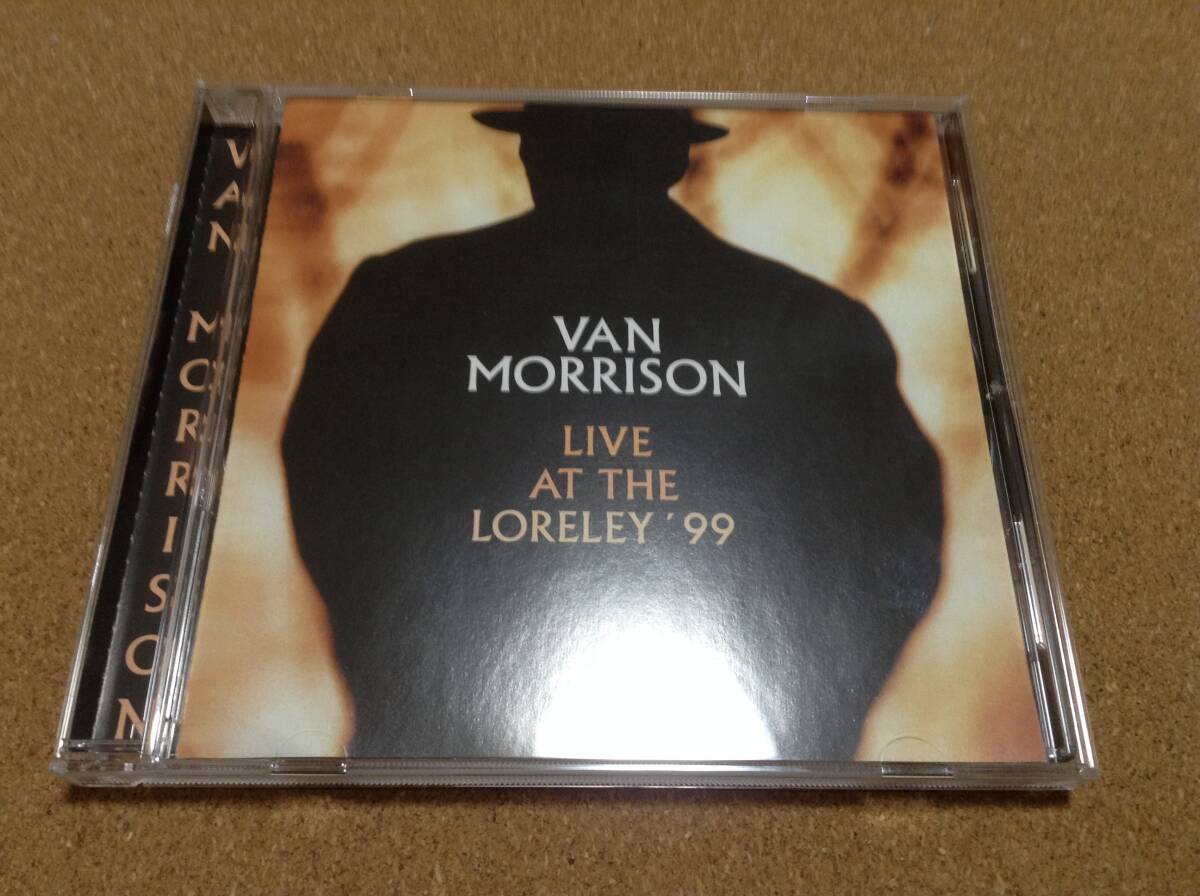 VAN MORRISON
VAN
MORRISON
LIVE
AT THE
LORELEY '99